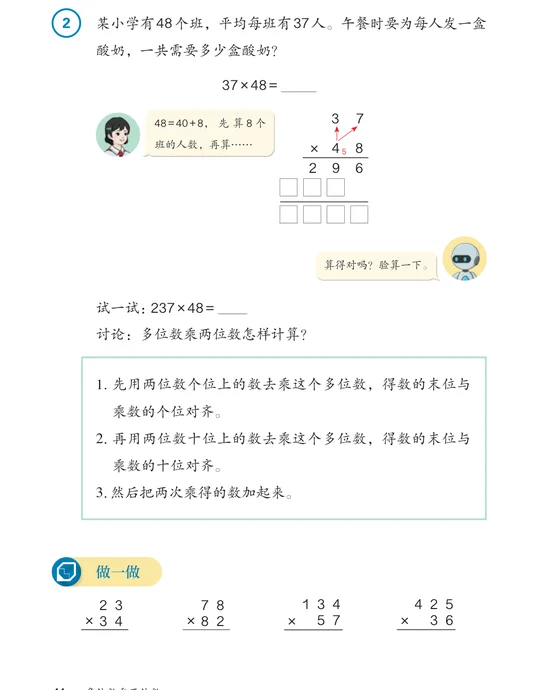 2 某小学有48个班，平均每班有37人。午餐时要为每人发一盒
酸奶，一共需要多少盒酸奶？
37×48=____
48=40+8，先算8个
班的人数，再算……
3 7
× 4 5 8
2 9 6
□□□
□□□□
算得对吗？验算一下。
试一试：237×48=____
讨论：多位数乘两位数怎样计算？
1. 先用两位数个位上的数去乘这个多位数，得数的末位与
乘数的个位对齐。
2. 再用两位数十位上的数去乘这个多位数，得数的末位与
乘数的十位对齐。
3. 然后把两次乘得的数加起来。
做一做
2 3 7 8 1 3 4 4 2 5
×3 4 ×8 2 × 5 7 × 3 6